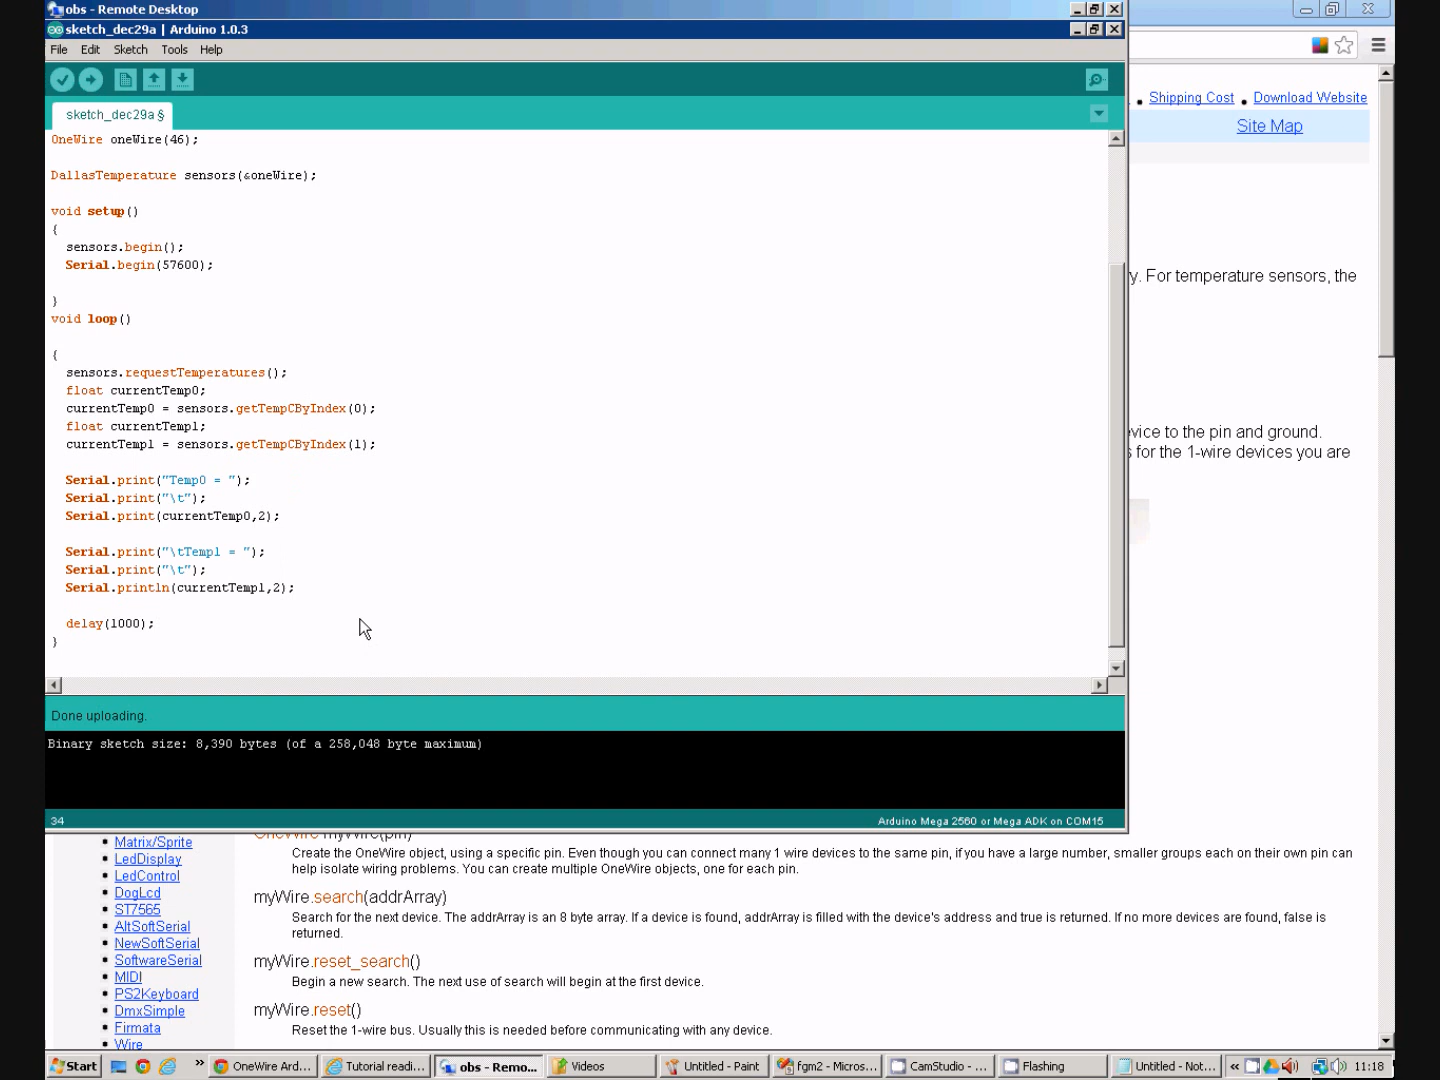 obs - Remote Desktop
sketch_dec29a | Arduino 1.0.3
File Edit Sketch Tools Help
sketch_dec29a §
OneWire oneWire(46);
DallasTemperature sensors(&oneWire);
void setup()
{
sensors.begin();
Serial.begin(57600);
}
void loop()
{
sensors.requestTemperatures();
float currentTemp0;
currentTemp0 = sensors.getTempCByIndex(0);
float currentTemp1;
currentTemp1 = sensors.getTempCByIndex(1);
Serial.print("Temp0 = ");
Serial.print("\t");
Serial.print(currentTemp0,2);
Serial.print("\tTemp1 = ");
Serial.print("\t");
Serial.println(currentTemp1,2);
delay(1000);
}
Done uploading.
Binary sketch size: 8,390 bytes (of a 258,048 byte maximum)
34
Arduino Mega 2560 or Mega ADK on COM15
Shipping Cost
Download Website
Site Map
y. For temperature sensors, the
evice to the pin and ground.
s for the 1-wire devices you are
Matrix/Sprite
LedDisplay
LedControl
DogLcd
ST7565
AltSoftSerial
NewSoftSerial
SoftwareSerial
MIDI
PS2Keyboard
DmxSimple
Firmata
Wire
OneWire myWire(pin)
Create the OneWire object, using a specific pin. Even though you can connect many 1 wire devices to the same pin, if you have a large number, smaller groups each on their own pin can
help isolate wiring problems. You can create multiple OneWire objects, one for each pin.
myWire.search(addrArray)
Search for the next device. The addrArray is an 8 byte array. If a device is found, addrArray is filled with the device's address and true is returned. If no more devices are found, false is
returned.
myWire.reset_search()
Begin a new search. The next use of search will begin at the first device.
myWire.reset()
Reset the 1-wire bus. Usually this is needed before communicating with any device.
Start
»
OneWire Ard...
Tutorial readi...
obs - Remo...
Videos
Untitled - Paint
fgm2 - Micros...
CamStudio - ...
Flashing
Untitled - Not...
«
11:18